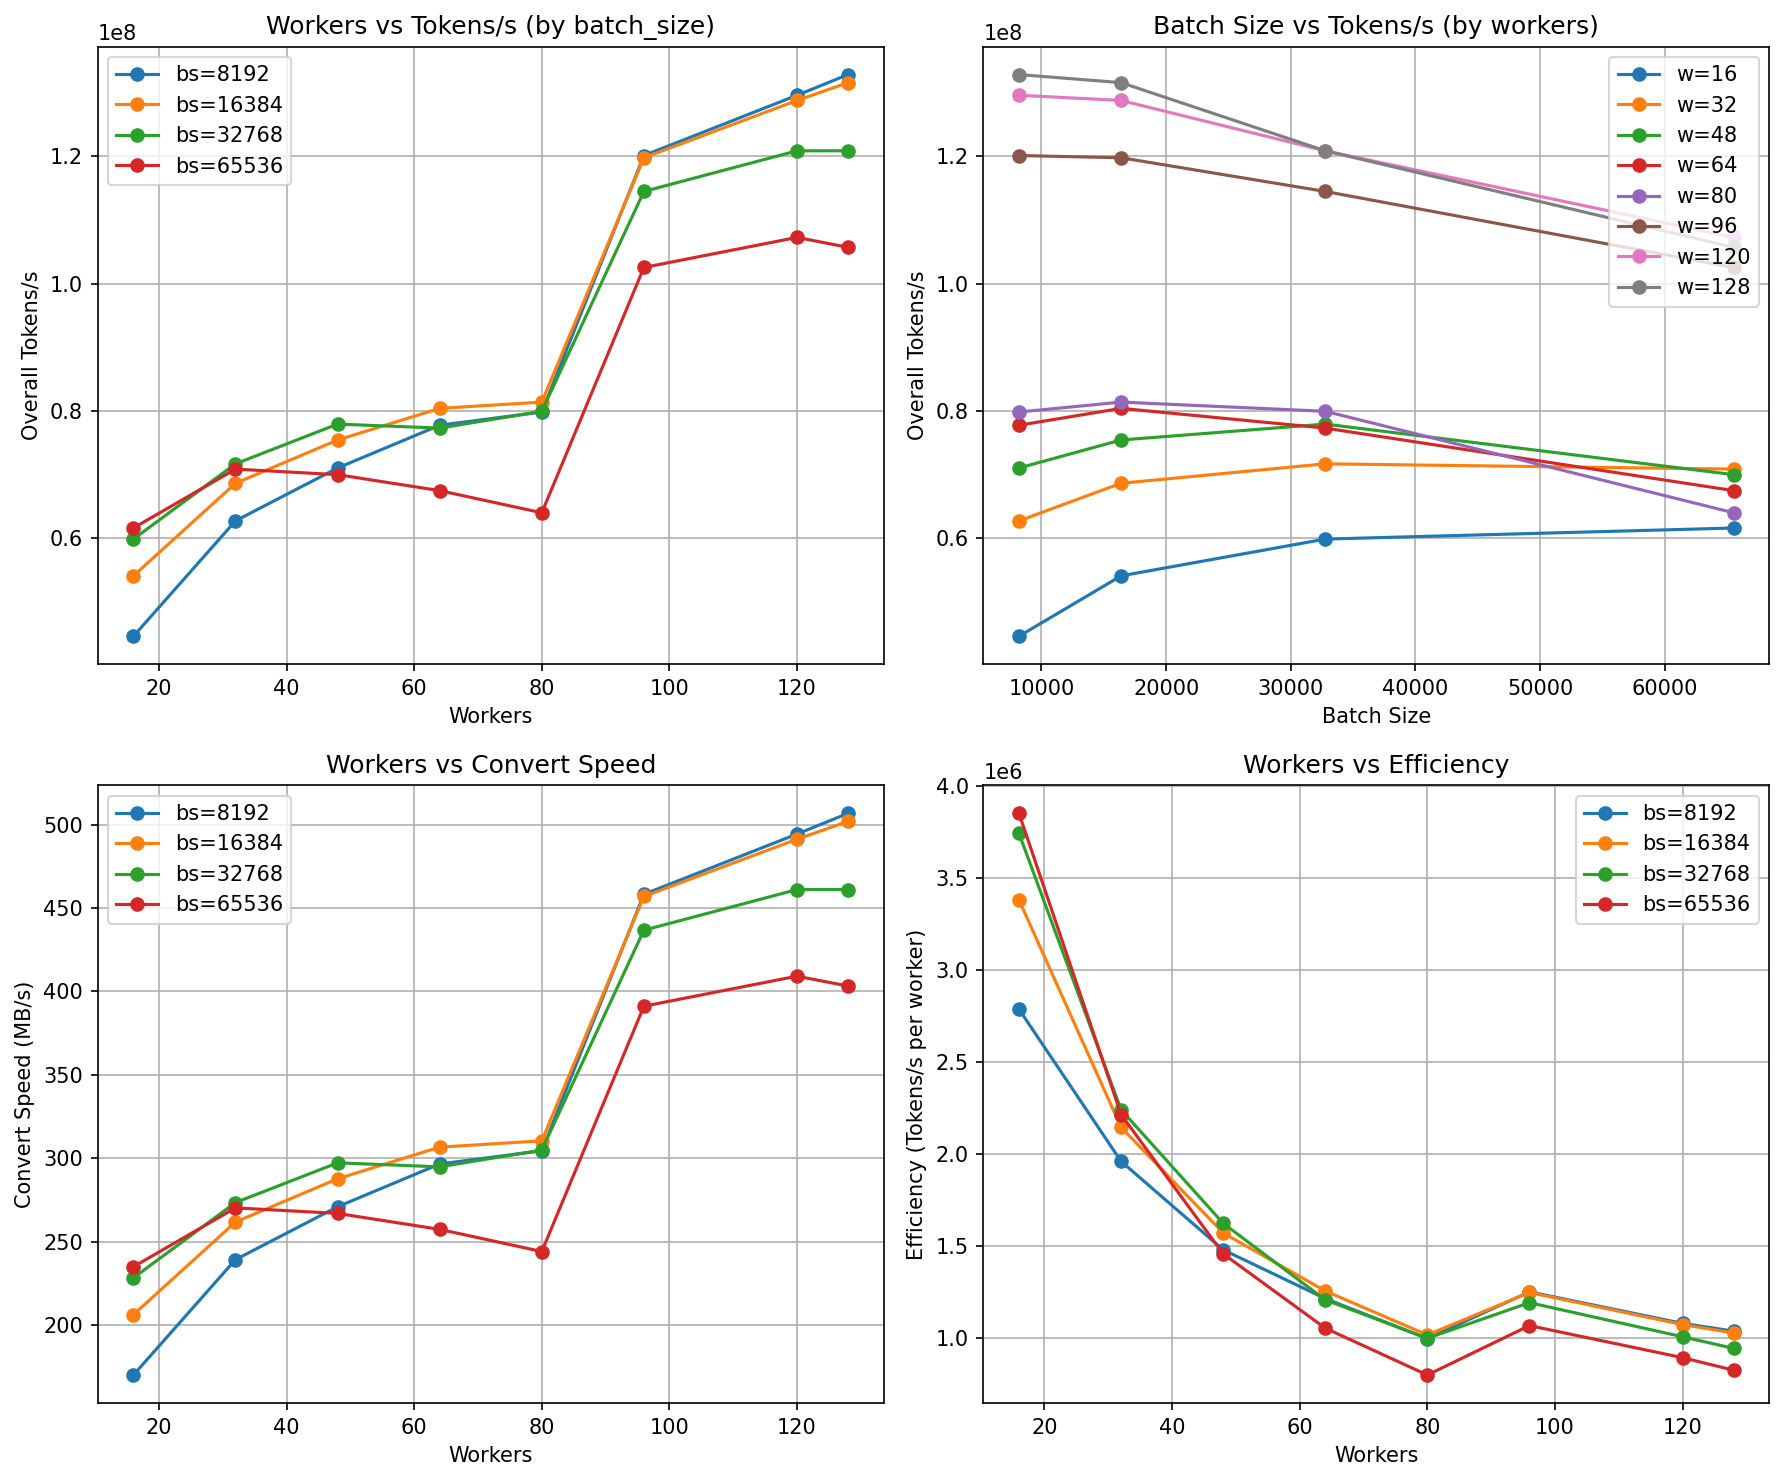 Workers vs Tokens/s (by batch_size)
1e8
bs=8192
bs=16384
bs=32768
bs=65536
1.2
1.0
0.8
0.6
Overall Tokens/s
20 40 60 80 100 120
Workers
Batch Size vs Tokens/s (by workers)
1e8
w=16
w=32
w=48
w=64
w=80
w=96
w=120
w=128
1.2
1.0
0.8
0.6
Overall Tokens/s
10000 20000 30000 40000 50000 60000
Batch Size
Workers vs Convert Speed
bs=8192
bs=16384
bs=32768
bs=65536
500
450
400
350
300
250
200
Convert Speed (MB/s)
20 40 60 80 100 120
Workers
Workers vs Efficiency
1e6
bs=8192
bs=16384
bs=32768
bs=65536
4.0
3.5
3.0
2.5
2.0
1.5
1.0
Efficiency (Tokens/s per worker)
20 40 60 80 100 120
Workers